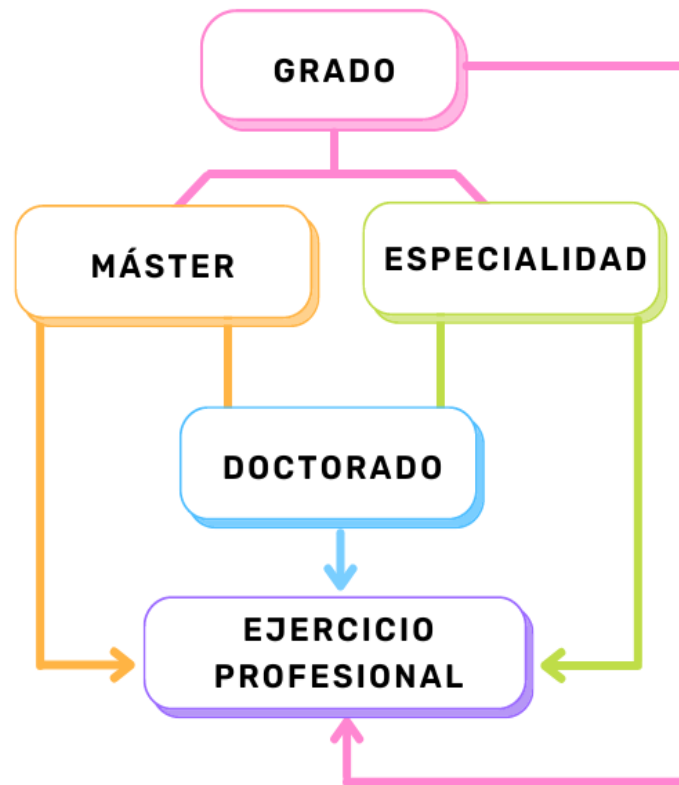 GRADO
MÁSTER
ESPECIALIDAD
DOCTORADO
EJERCICIO
PROFESIONAL